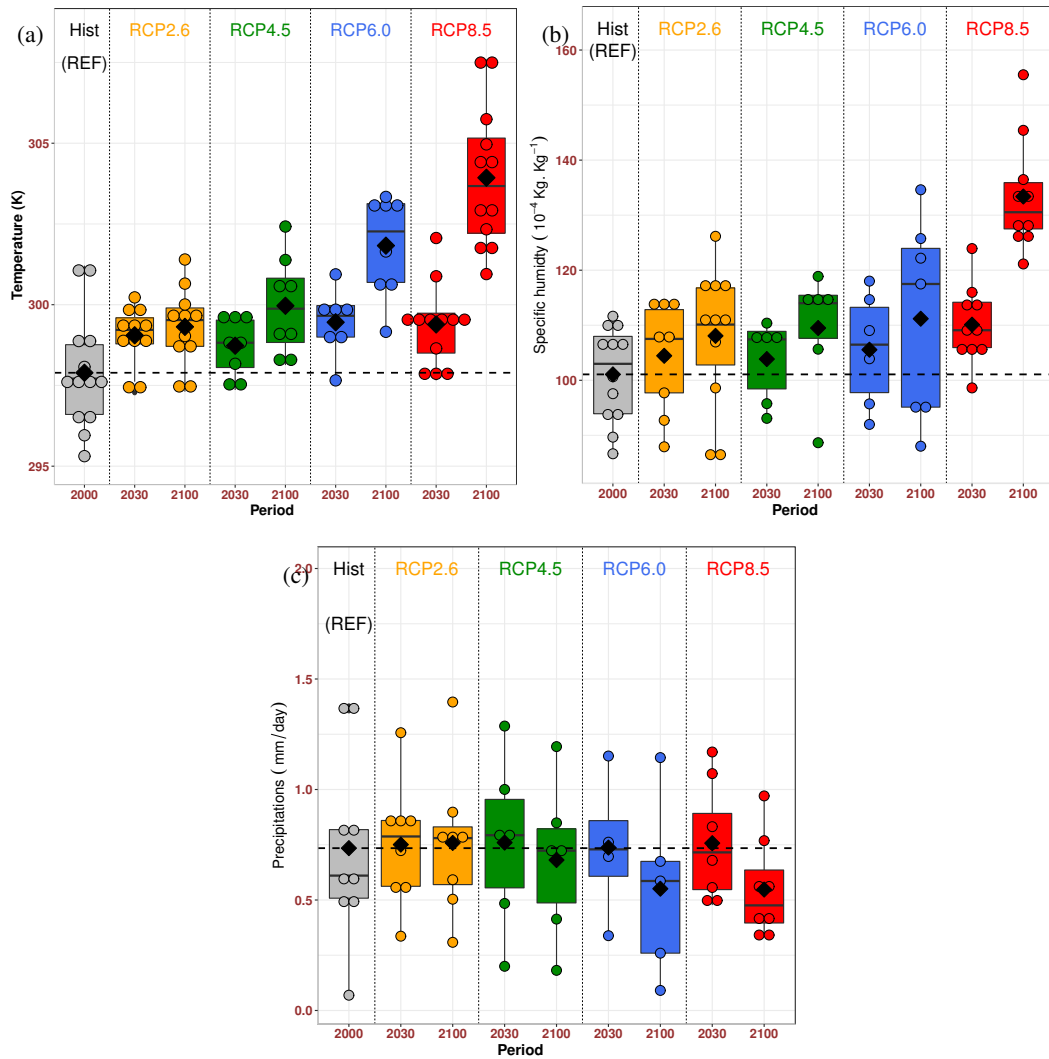 (a) Hist RCP2.6 RCP4.5 RCP6.0 RCP8.5
(REF)
305
300
295
Temperature (K)
2000 2030 2100 2030 2100 2030 2100 2030 2100
Period
(b) Hist RCP2.6 RCP4.5 RCP6.0 RCP8.5
(REF)
160
140
120
100
80
Specific humidty ( 10⁻⁴ Kg. Kg⁻¹)
2000 2030 2100 2030 2100 2030 2100 2030 2100
Period
(c) Hist RCP2.6 RCP4.5 RCP6.0 RCP8.5
(REF)
2.0
1.5
1.0
0.5
0.0
Precipitations ( mm/day)
2000 2030 2100 2030 2100 2030 2100 2030 2100
Period